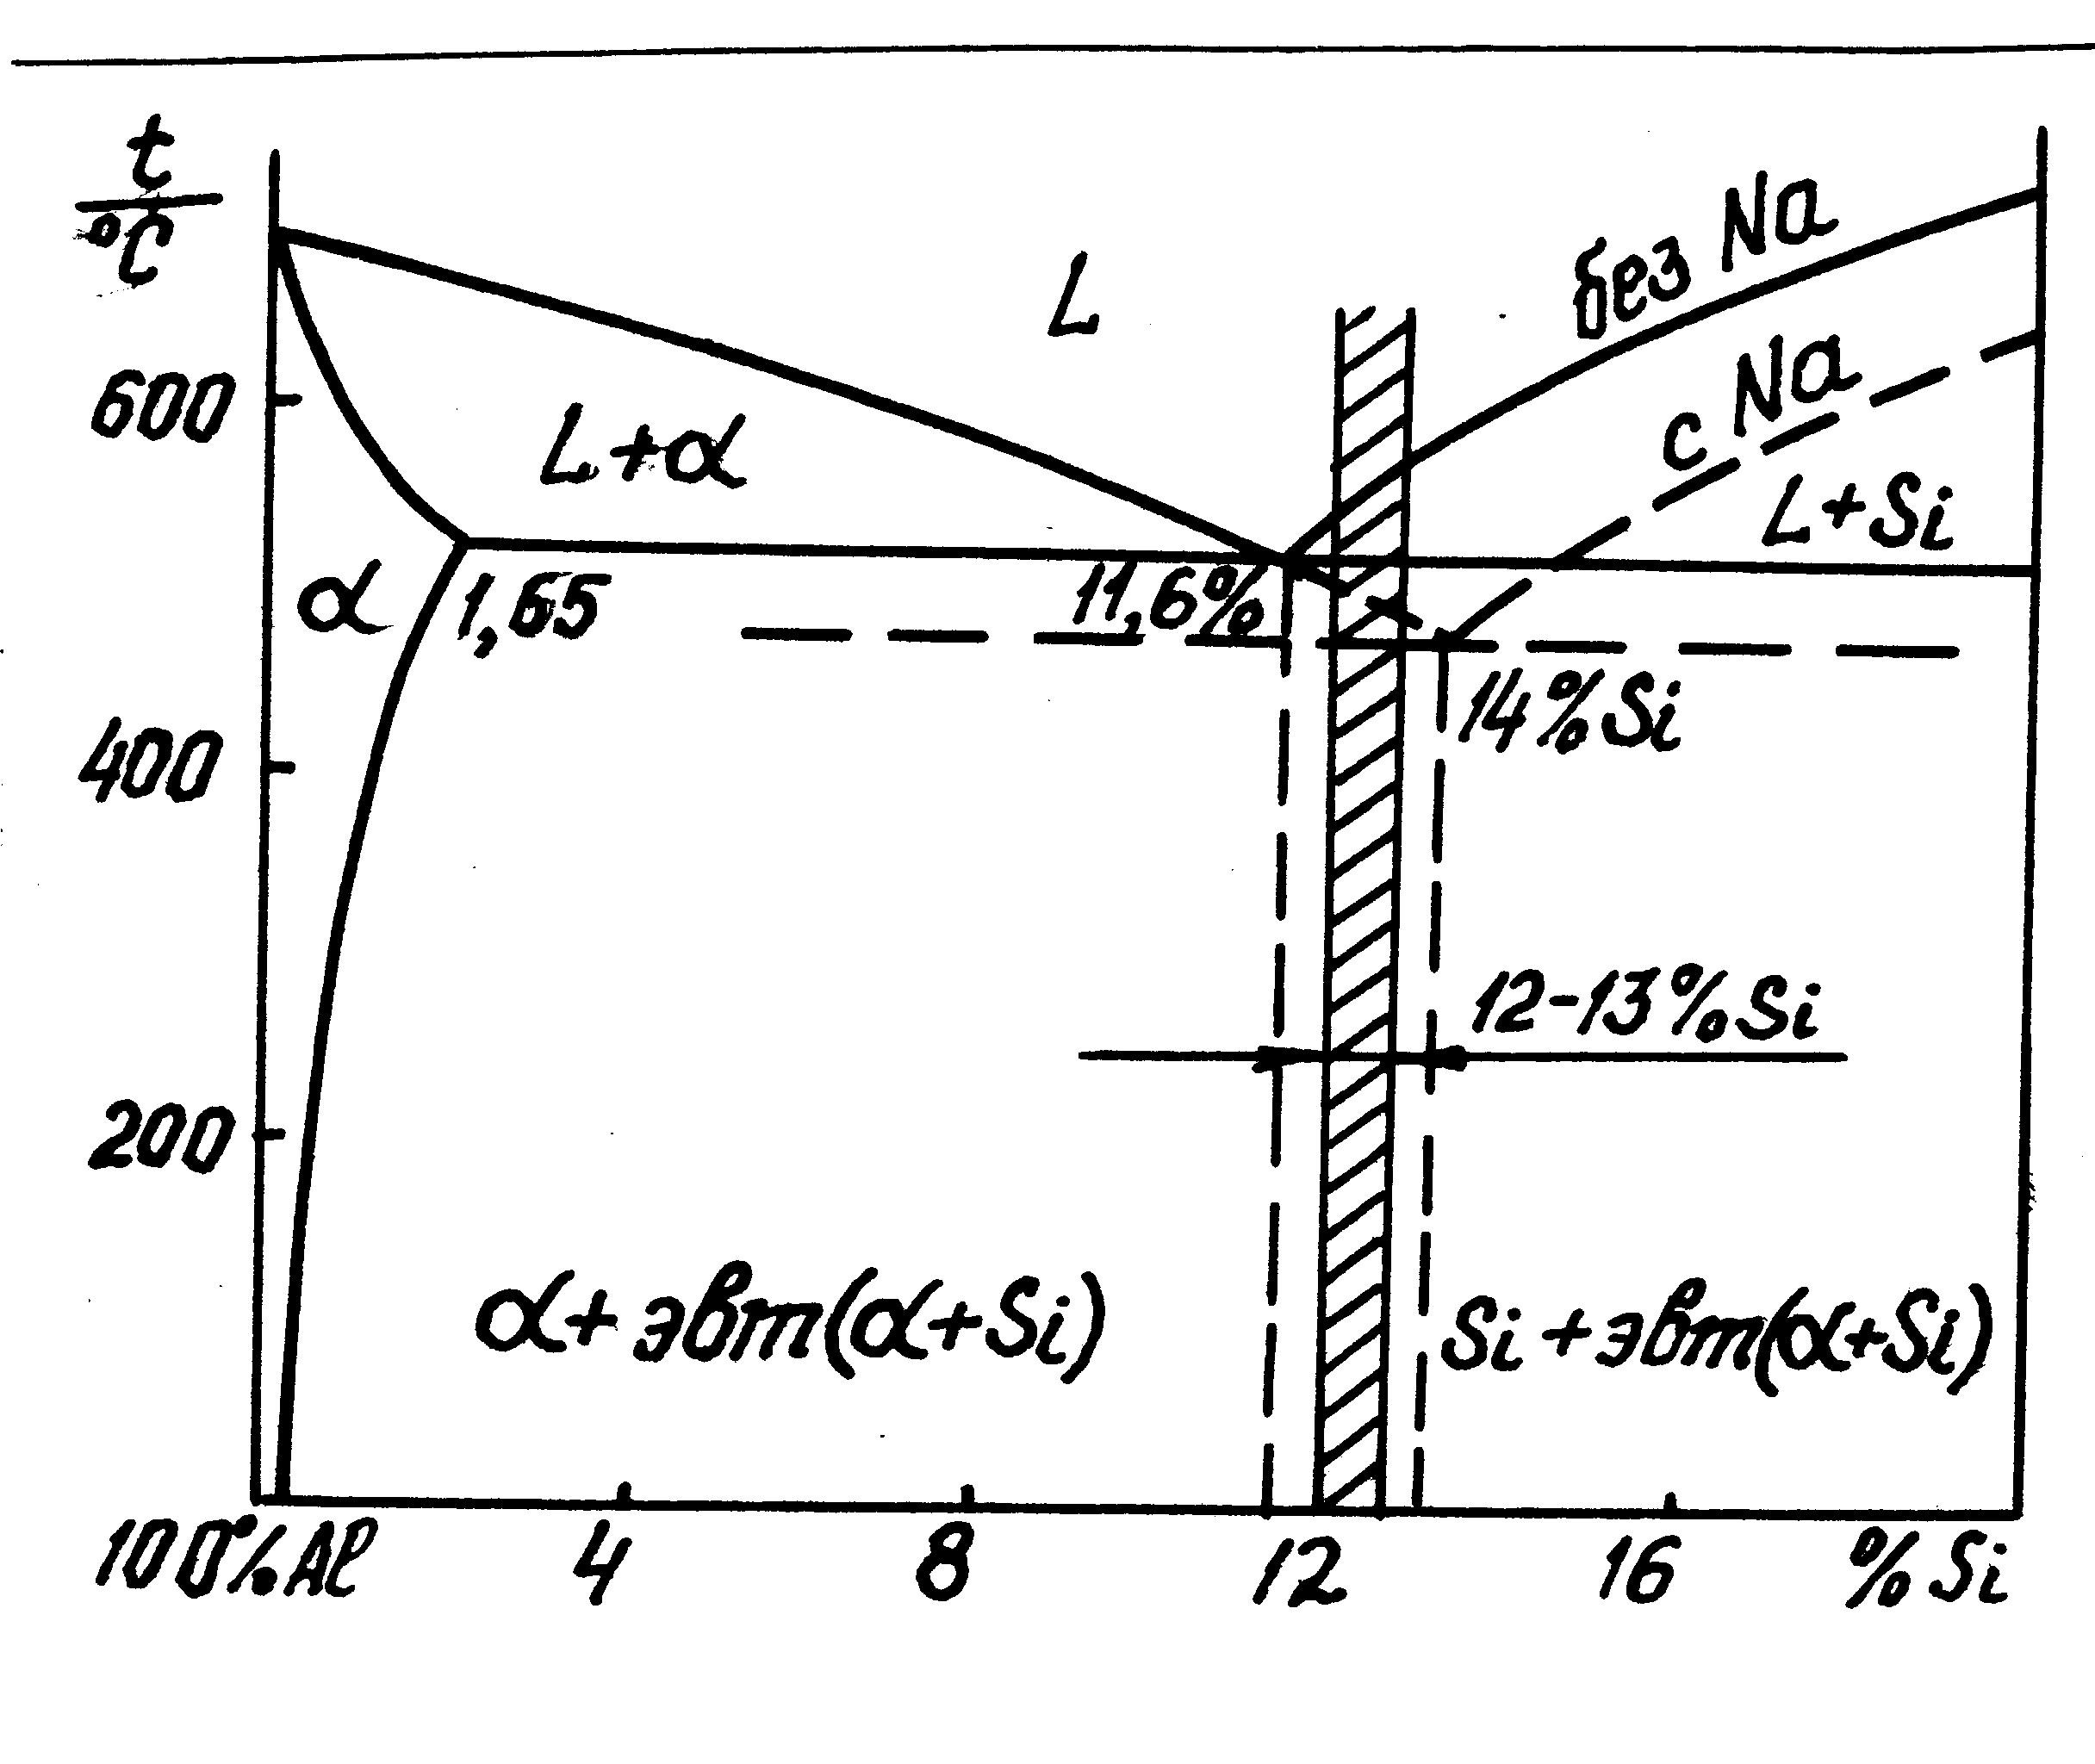 t
°C
без Na
L
с Na
600
L+α
L+Si
α
1,65
11,6%
14%Si
400
12-13%Si
200
α+эвт(α+Si)
Si+эвт(α+Si)
100%Al
4
8
12
16
%Si